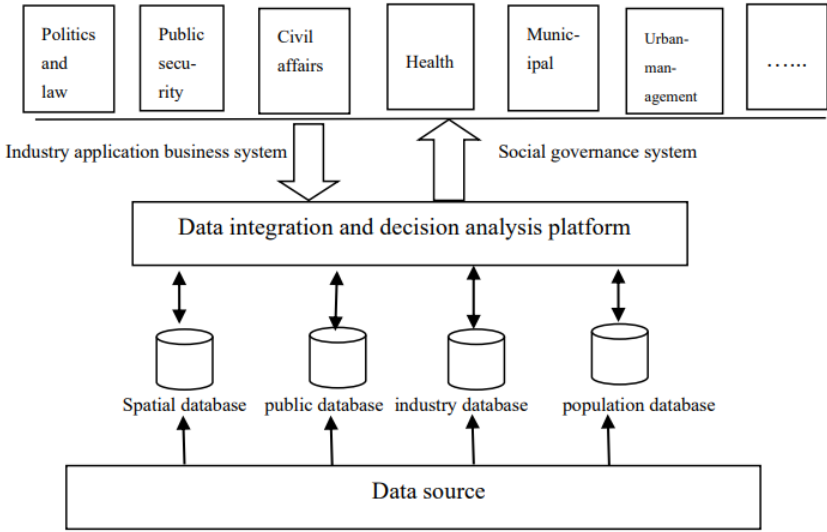 Politics
and
law
Public
secu-
rity
Civil
affairs
Health
Munic-
ipal
Urban-
man-
agement
…...
Industry application business system
Social governance system
Data integration and decision analysis platform
Spatial database
public database
industry database
population database
Data source